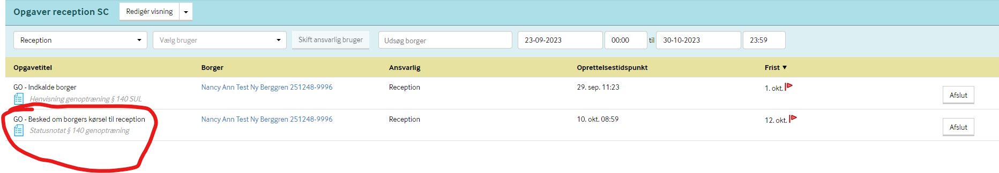 Opgaver reception SC Redigér visning
Reception Vælg bruger Skift ansvarlig bruger Udsøg borger 23-09-2023 00:00 til 30-10-2023 23:59
Opgavetitel Borger Ansvarlig Oprettelsestidspunkt Frist
GO - Indkalde borger Nancy Ann Test Ny Berggren 251248-9996 Reception 29. sep. 11:23 1. okt. Afslut
Henvisning genoptræning § 140 SUL
GO - Besked om borgers kørsel til reception Nancy Ann Test Ny Berggren 251248-9996 Reception 10. okt. 08:59 12. okt. Afslut
Statusnotat § 140 genoptræning